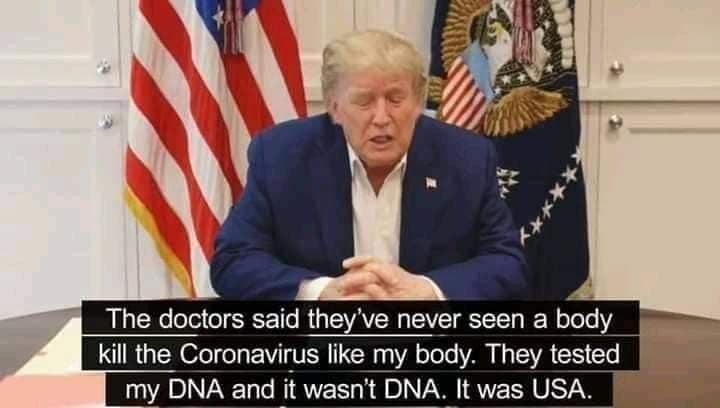 The doctors said they've never seen a body
kill the Coronavirus like my body. They tested
my DNA and it wasn't DNA. It was USA.